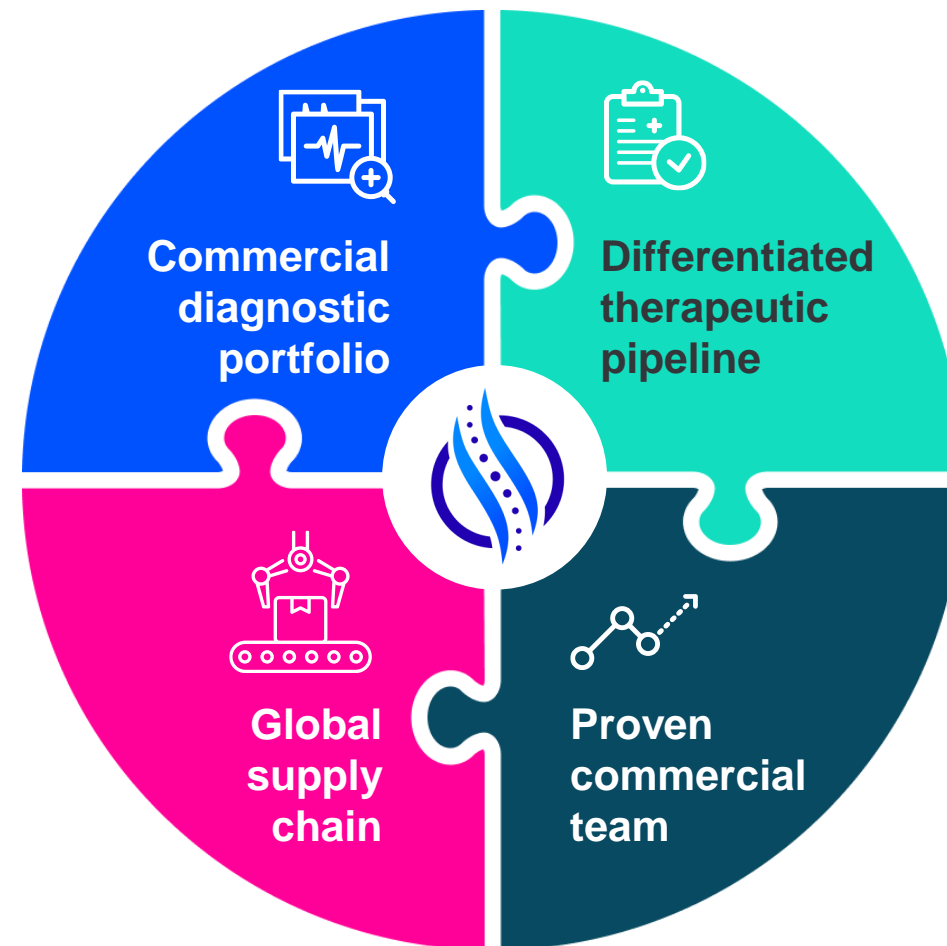 Commercial
diagnostic
portfolio
Differentiated
therapeutic
pipeline
Global
supply
chain
Proven
commercial
team